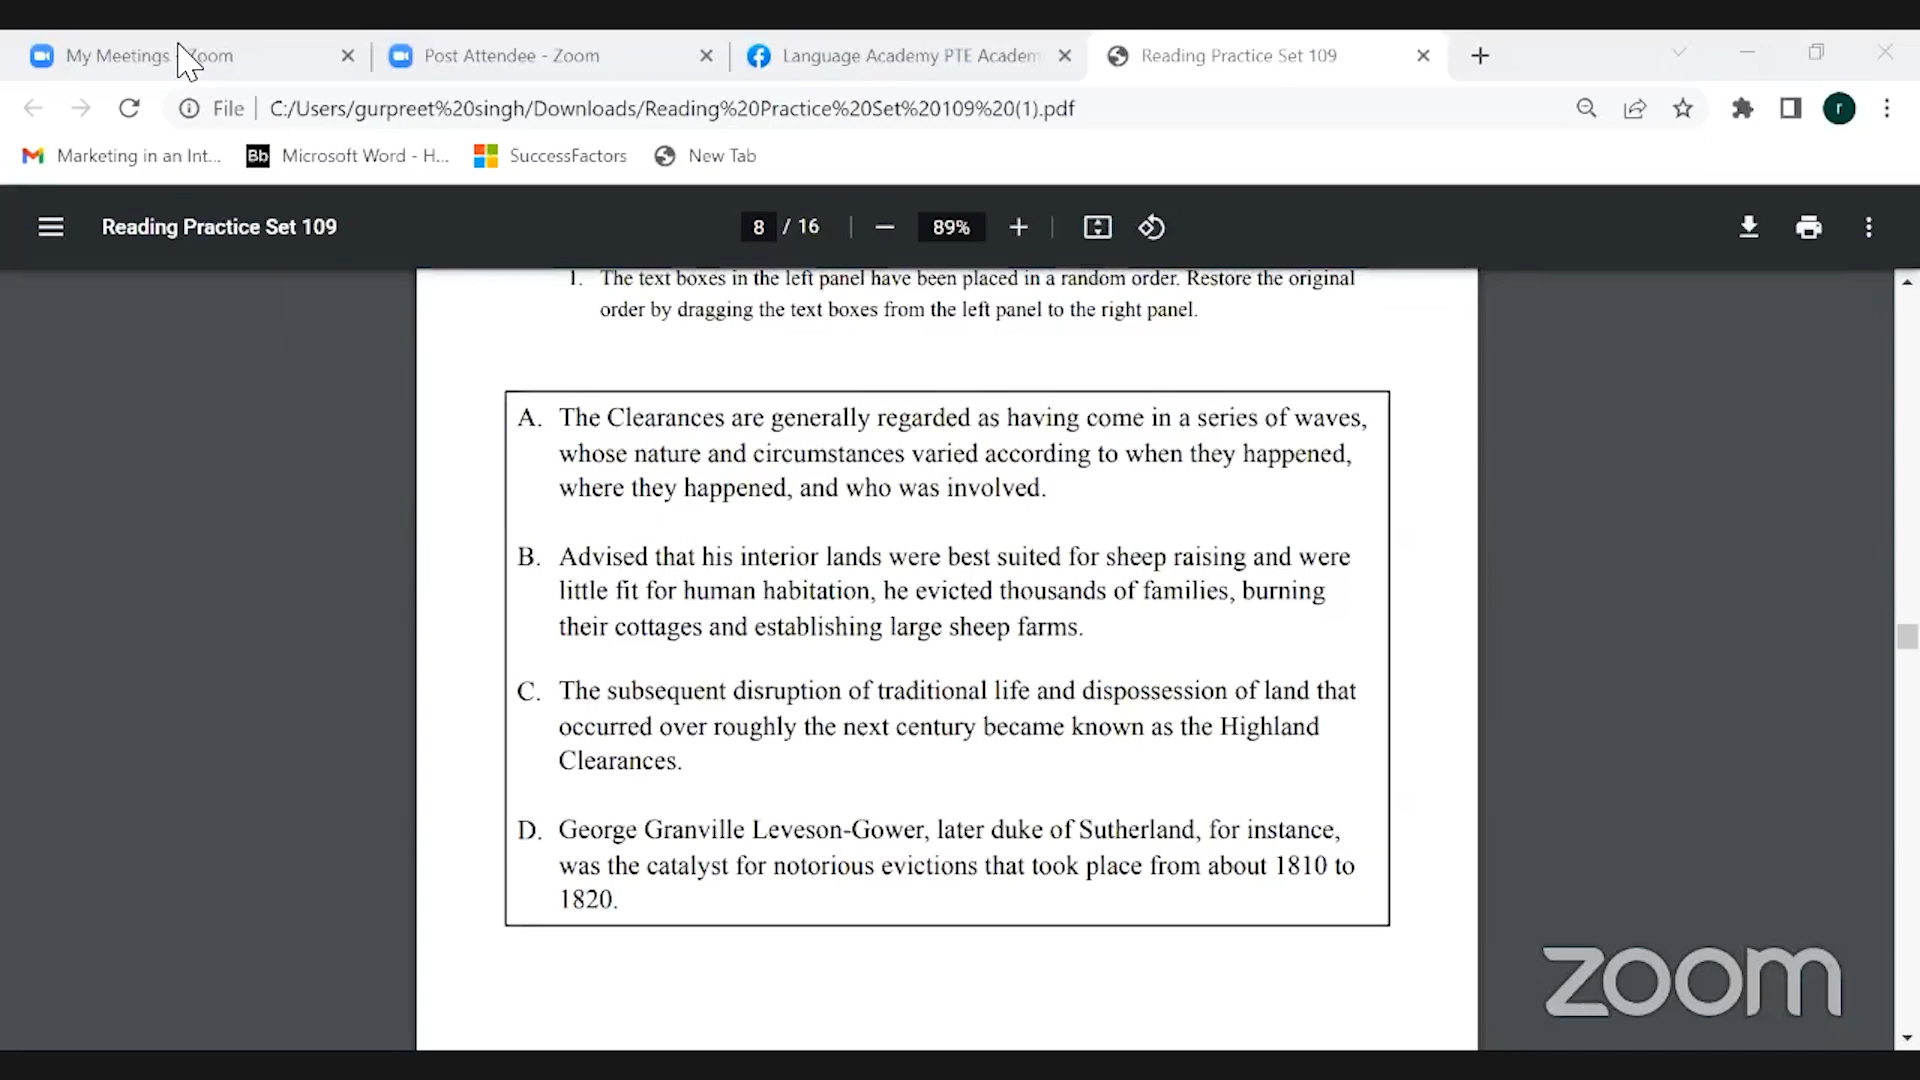 My Meetings Zoom
Post Attendee - Zoom
Language Academy PTE Academ
Reading Practice Set 109
File
C:/Users/gurpreet%20singh/Downloads/Reading%20Practice%20Set%20109%20(1).pdf
r
Marketing in an Int...
Bb Microsoft Word - H...
SuccessFactors
New Tab
Reading Practice Set 109
8 / 16
89%
1. The text boxes in the left panel have been placed in a random order. Restore the original
order by dragging the text boxes from the left panel to the right panel.
A. The Clearances are generally regarded as having come in a series of waves,
whose nature and circumstances varied according to when they happened,
where they happened, and who was involved.
B. Advised that his interior lands were best suited for sheep raising and were
little fit for human habitation, he evicted thousands of families, burning
their cottages and establishing large sheep farms.
C. The subsequent disruption of traditional life and dispossession of land that
occurred over roughly the next century became known as the Highland
Clearances.
D. George Granville Leveson-Gower, later duke of Sutherland, for instance,
was the catalyst for notorious evictions that took place from about 1810 to
1820.
zoom